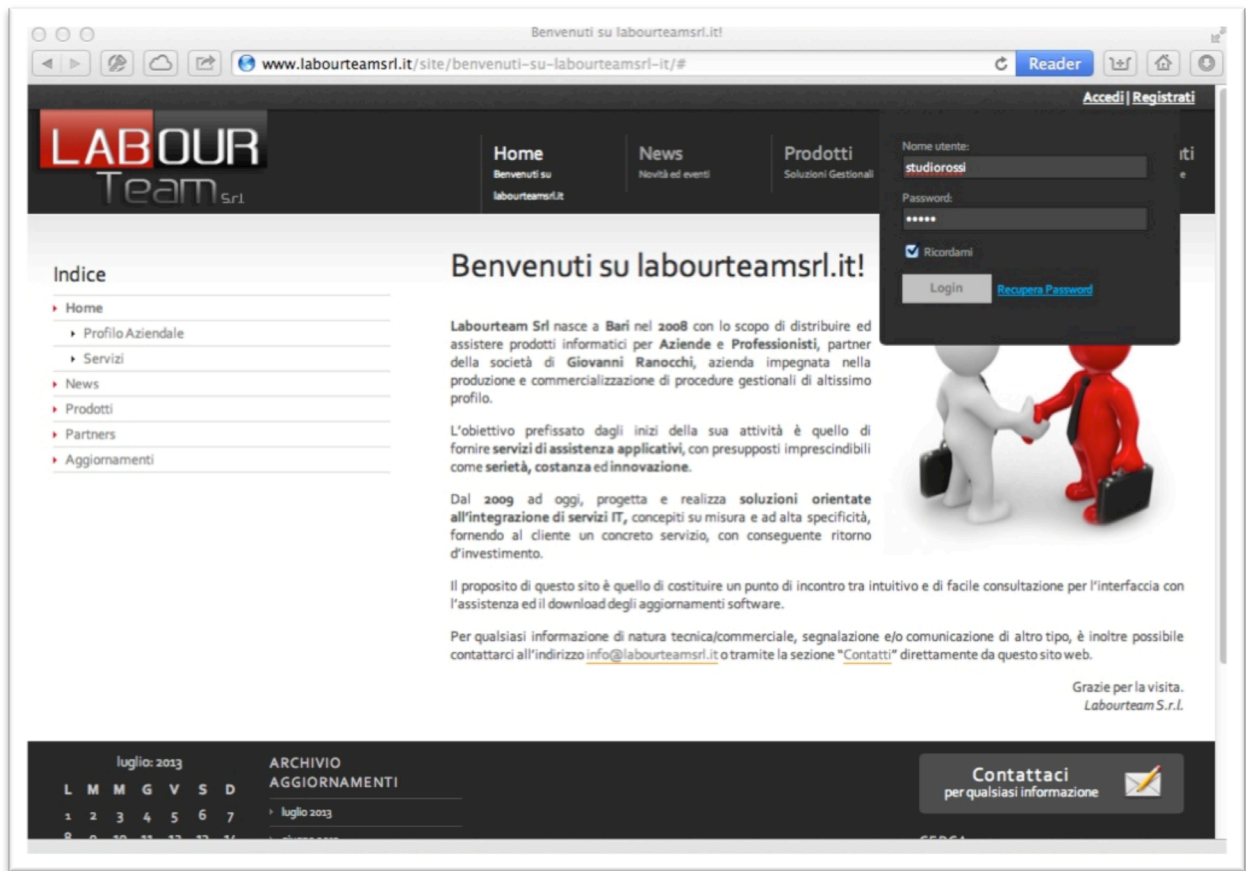 Benvenuti su labourteamsrl.it!
www.labourteamsrl.it/site/benvenuti-su-labourteamsrl-it/#
Reader
Accedi | Registrati
LABOUR
Team S.r.l.
Home
Benvenuti su
labourteamsrl.it
News
Novità ed eventi
Prodotti
Soluzioni Gestionali
Nome utente:
studiorossi
Password:
•••••
Ricordami
Login
Recupera Password
Indice
Home
Profilo Aziendale
Servizi
News
Prodotti
Partners
Aggiornamenti
Benvenuti su labourteamsrl.it!
Labourteam Srl nasce a Bari nel 2008 con lo scopo di distribuire ed
assistere prodotti informatici per Aziende e Professionisti, partner
della società di Giovanni Ranocchi, azienda impegnata nella
produzione e commercializzazione di procedure gestionali di altissimo
profilo.
L'obiettivo prefissato dagli inizi della sua attività è quello di
fornire servizi di assistenza applicativi, con presupposti imprescindibili
come serietà, costanza ed innovazione.
Dal 2009 ad oggi, progetta e realizza soluzioni orientate
all'integrazione di servizi IT, concepiti su misura e ad alta specificità,
fornendo al cliente un concreto servizio, con conseguente ritorno
d'investimento.
Il proposito di questo sito è quello di costituire un punto di incontro tra intuitivo e di facile consultazione per l'interfaccia con
l'assistenza ed il download degli aggiornamenti software.
Per qualsiasi informazione di natura tecnica/commerciale, segnalazione e/o comunicazione di altro tipo, è inoltre possibile
contattarci all'indirizzo info@labourteamsrl.it o tramite la sezione "Contatti" direttamente da questo sito web.
Grazie per la visita.
Labourteam S.r.l.
luglio: 2013
L M M G V S D
1 2 3 4 5 6 7
ARCHIVIO
AGGIORNAMENTI
luglio 2013
Contattaci
per qualsiasi informazione